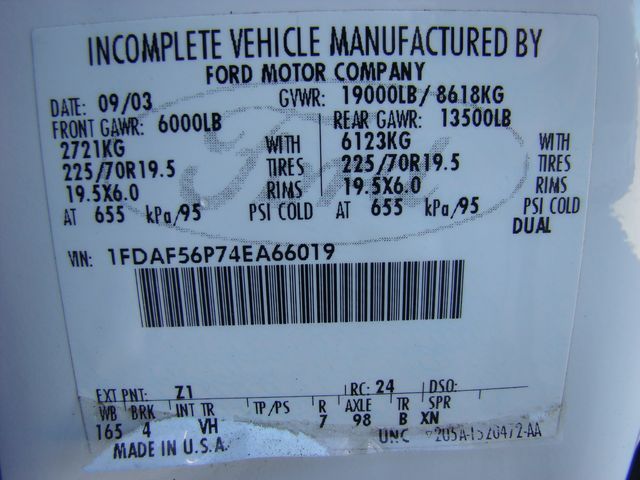 INCOMPLETE VEHICLE MANUFACTURED BY
FORD MOTOR COMPANY
DATE: 09/03 GVWR: 19000LB / 8618KG
FRONT GAWR: 6000LB REAR GAWR: 13500LB
2721KG WITH 6123KG WITH
225/70R19.5 TIRES 225/70R19.5 TIRES
19.5X6.0 RIMS 19.5X6.0 RIMS
AT 655 kPa/95 PSI COLD AT 655 kPa/95 PSI COLD
DUAL
Ford
VIN: 1FDAF56P74EA66019
EXT PNT: Z1 RC: 24 DSO:
WB BRK INT TR TP/PS R AXLE TR SPR
165 4 VH 7 98 B XN
MADE IN U.S.A. UNC